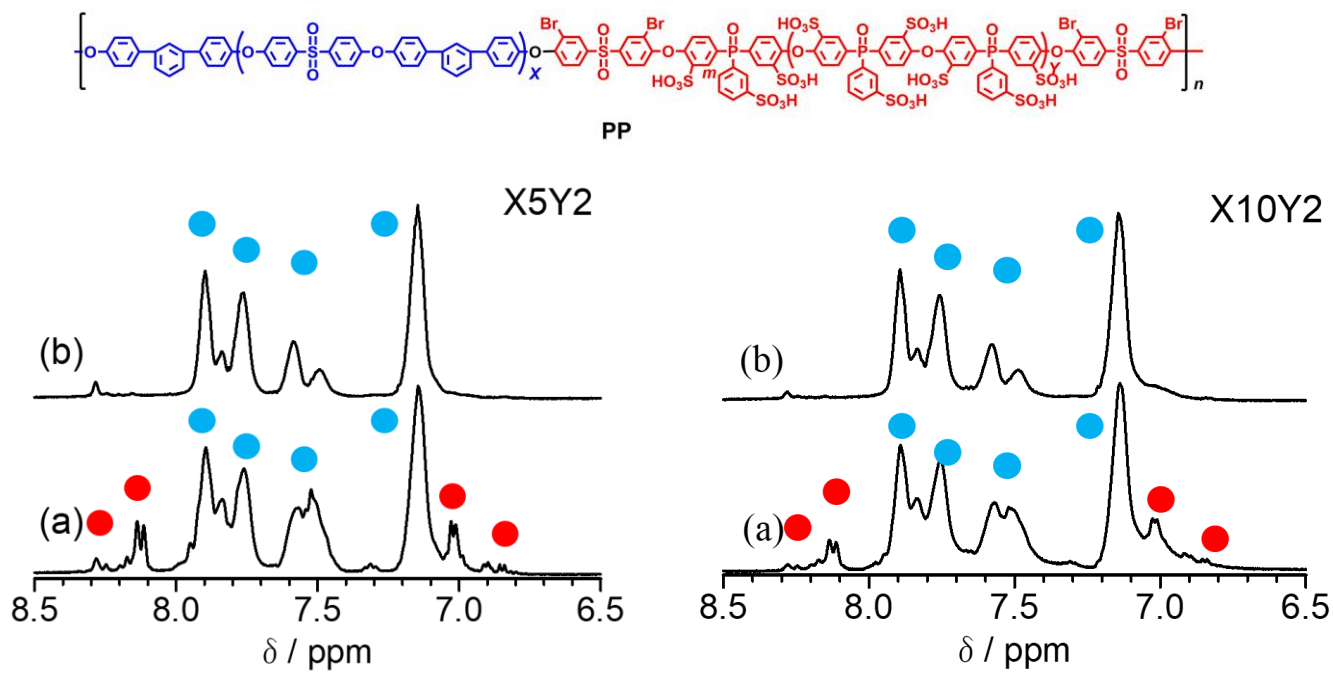 Br Br O HO₃S SO₃H O Br Br
O O O O O
O O S O O O S O P O P O P O S n
O X O HO₃S m SO₃H HO₃S Y SO₃H O
SO₃H SO₃H SO₃H
PP
X5Y2
(b)
(a)
8.5 8.0 7.5 7.0 6.5
δ / ppm
X10Y2
(b)
(a)
8.5 8.0 7.5 7.0 6.5
δ / ppm